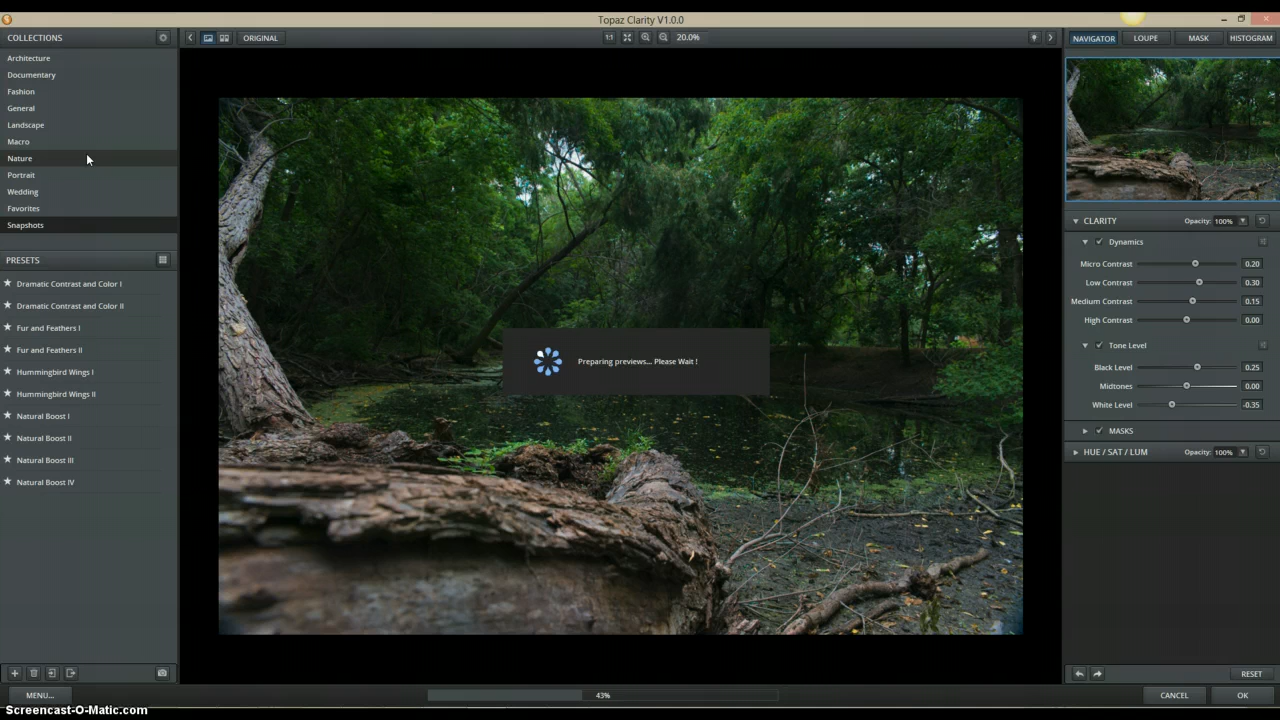 Topaz Clarity V1.0.0
COLLECTIONS
ORIGINAL
1:1
20.0%
NAVIGATOR
LOUPE
MASK
HISTOGRAM
Architecture
Documentary
Fashion
General
Landscape
Macro
Nature
Portrait
Wedding
Favorites
Snapshots
PRESETS
Dramatic Contrast and Color I
Dramatic Contrast and Color II
Fur and Feathers I
Fur and Feathers II
Hummingbird Wings I
Hummingbird Wings II
Natural Boost I
Natural Boost II
Natural Boost III
Natural Boost IV
Preparing previews... Please Wait !
CLARITY Opacity: 100%
Dynamics
Micro Contrast 0.20
Low Contrast 0.30
Medium Contrast 0.15
High Contrast 0.00
Tone Level
Black Level 0.25
Midtones 0.00
White Level -0.35
MASKS
HUE / SAT / LUM Opacity: 100%
RESET
MENU...
43%
CANCEL
OK
Screencast-O-Matic.com